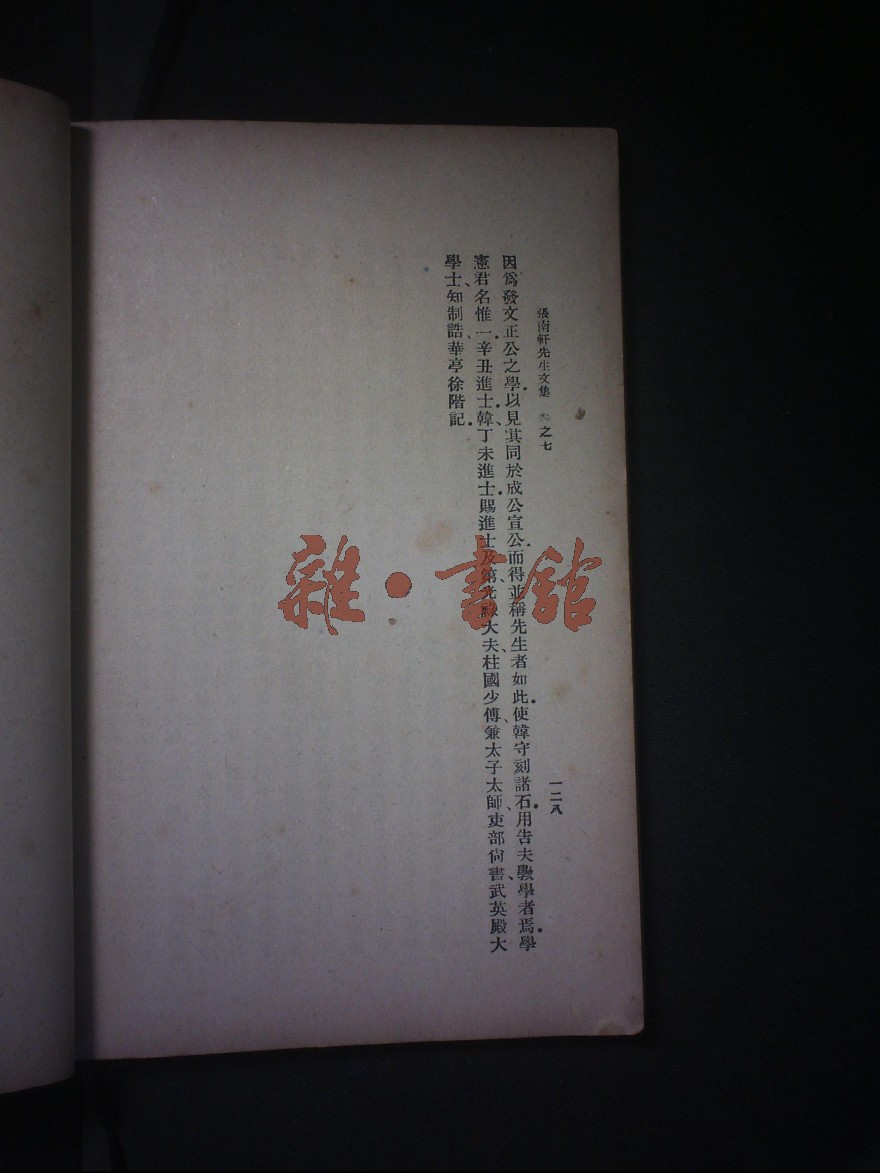 張南軒先生文集 卷之七
一二八
因爲發文正公之學．以見其同於成公宣公．而得並稱先生者如此．使韓守刻諸石．用告夫斅學者焉．學
憲君名惟一．辛丑進士．韓、丁未進士．賜進士及第、光祿大夫、柱國少傅、兼太子太師、吏部尙書、武英殿大
學士、知制誥、華亭徐階記．
雜·書館